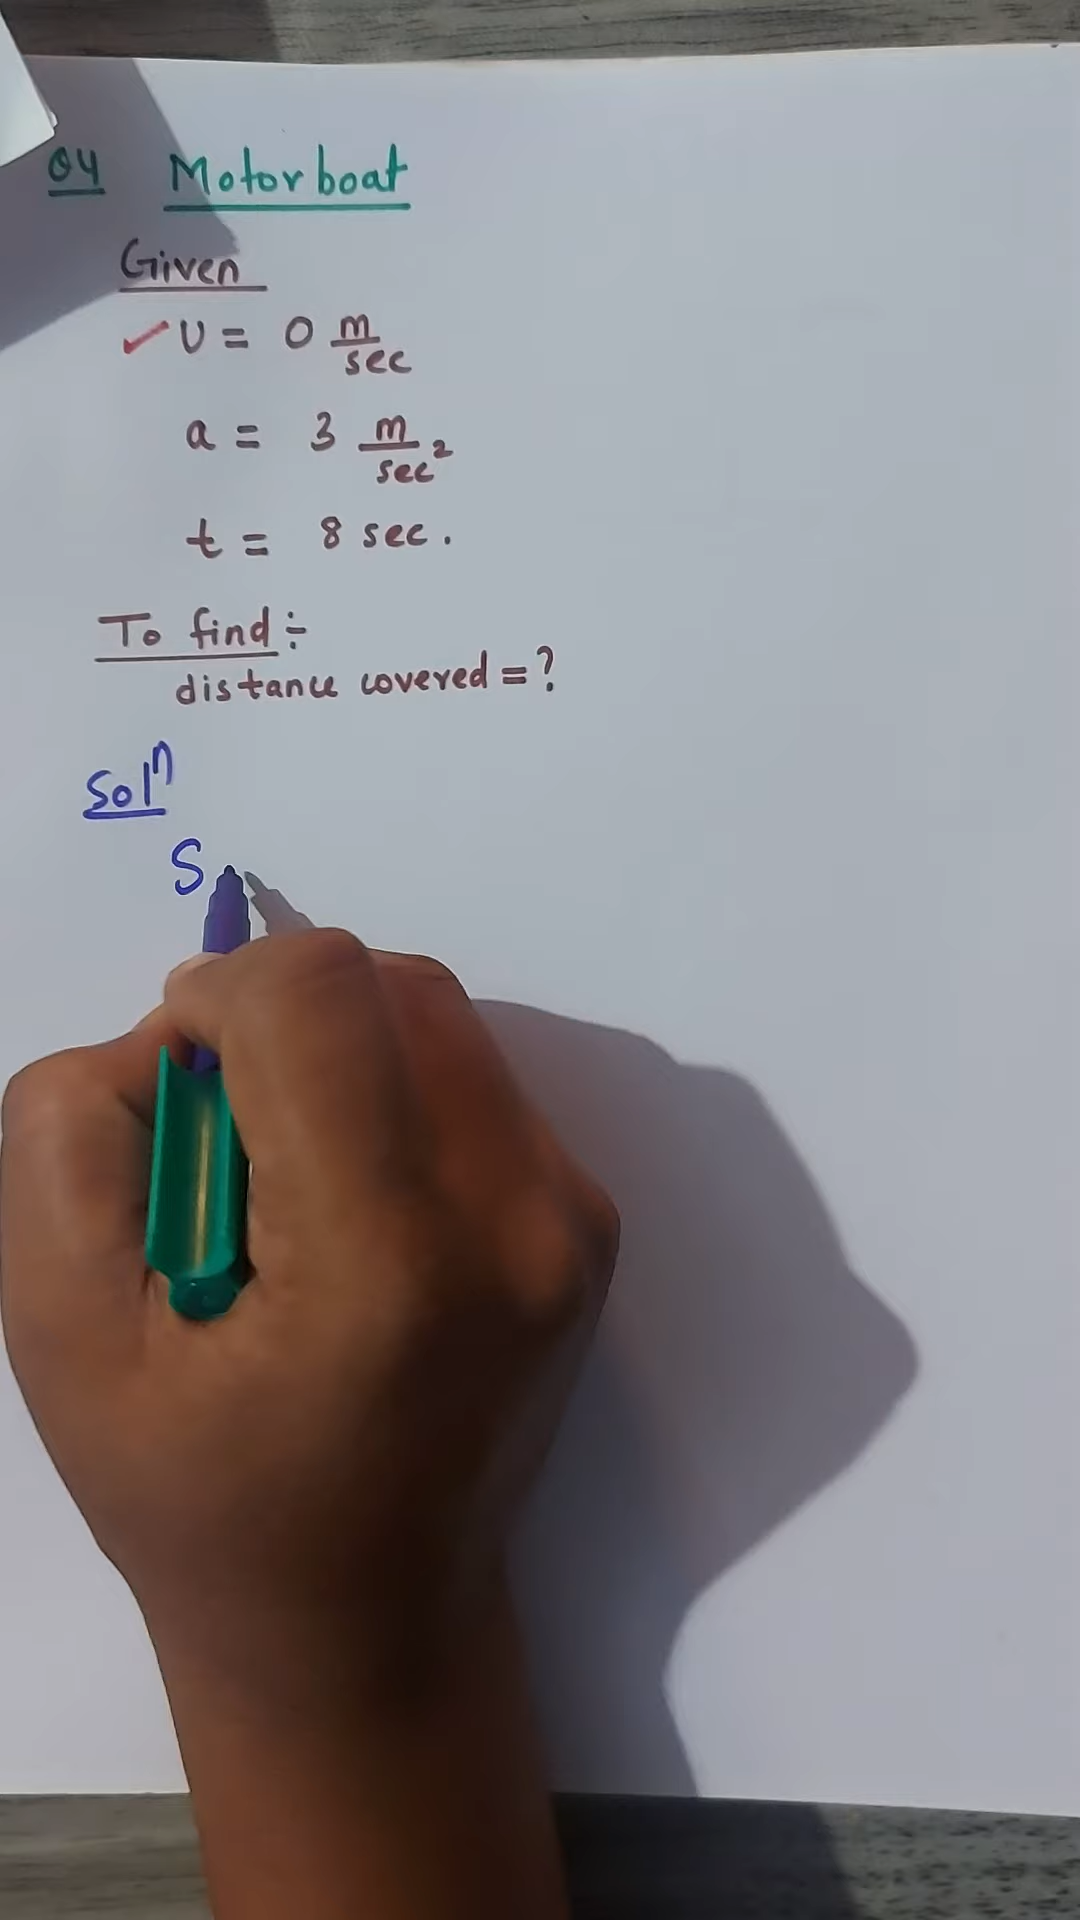 Q4 Motorboat
Given
✓ U = 0 m/sec
a = 3 m/sec²
t = 8 sec.
To find ÷
distance covered = ?
Solⁿ
S